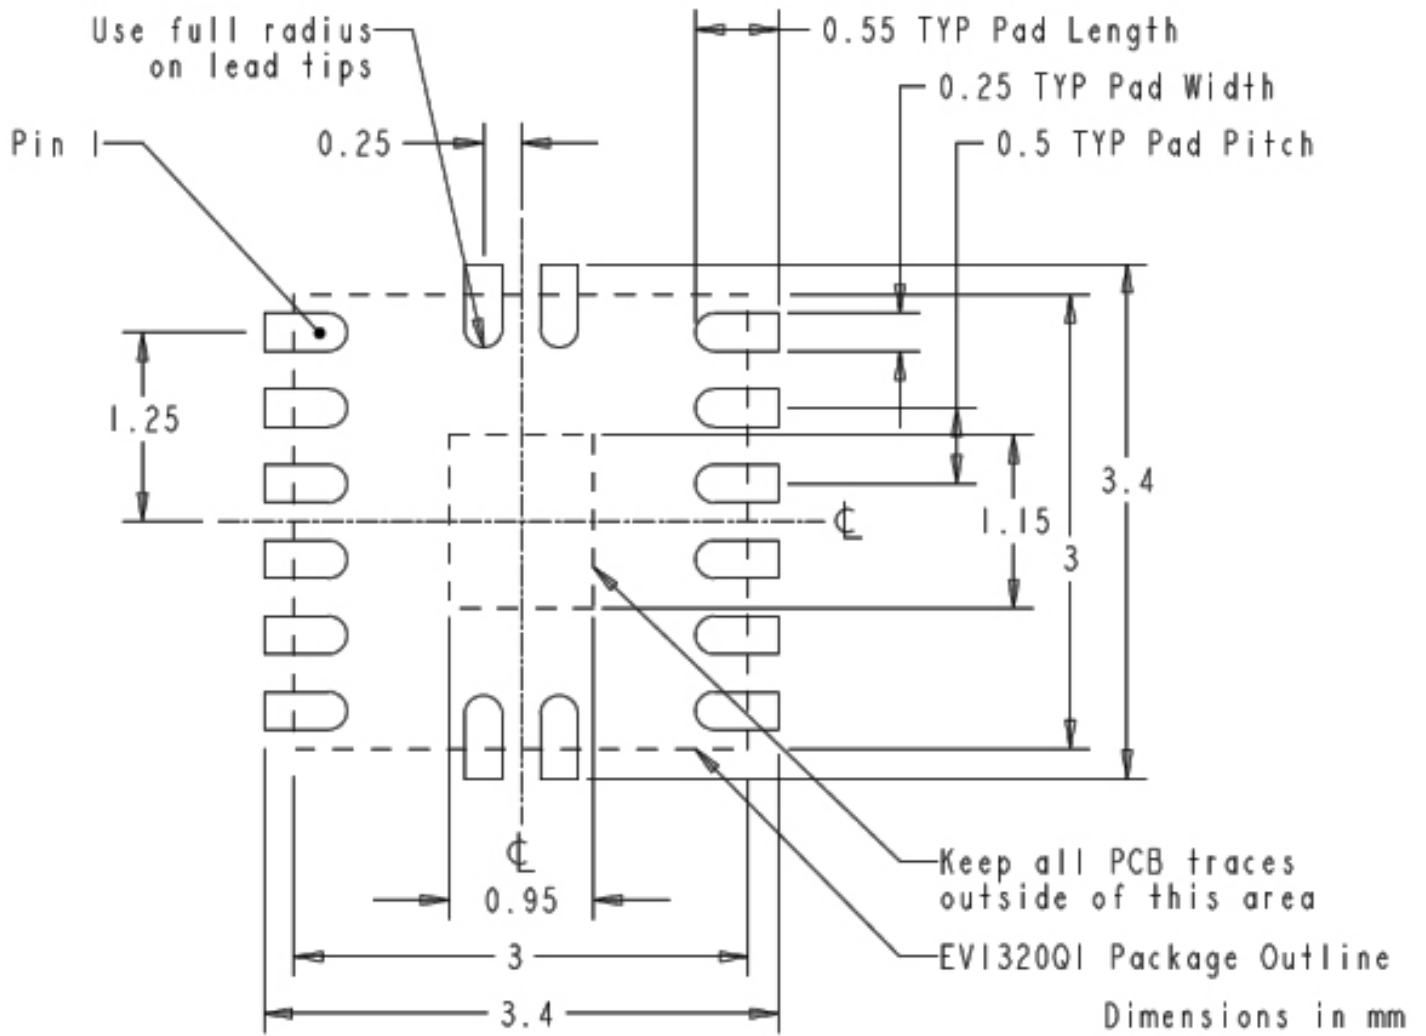 Use full radius
on lead tips
0.55 TYP Pad Length
0.25 TYP Pad Width
Pin 1
0.25
0.5 TYP Pad Pitch
1.25
3.4
1.15
3
℄
℄
Keep all PCB traces
outside of this area
0.95
3
EV1320QI Package Outline
3.4
Dimensions in mm